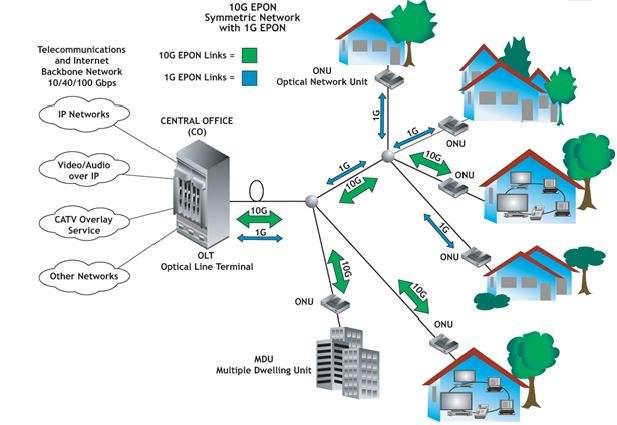 10G EPON
Symmetric Network
with 1G EPON
10G EPON Links =
1G EPON Links =
Telecommunications
and Internet
Backbone Network
10/40/100 Gbps
IP Networks
Video/Audio
over IP
CATV Overlay
Service
Other Networks
CENTRAL OFFICE
(CO)
OLT
Optical Line Terminal
10G
1G
ONU
Optical Network Unit
1G
1G
ONU
1G
10G
10G
ONU
1G
ONU
10G
ONU
10G
ONU
MDU
Multiple Dwelling Unit